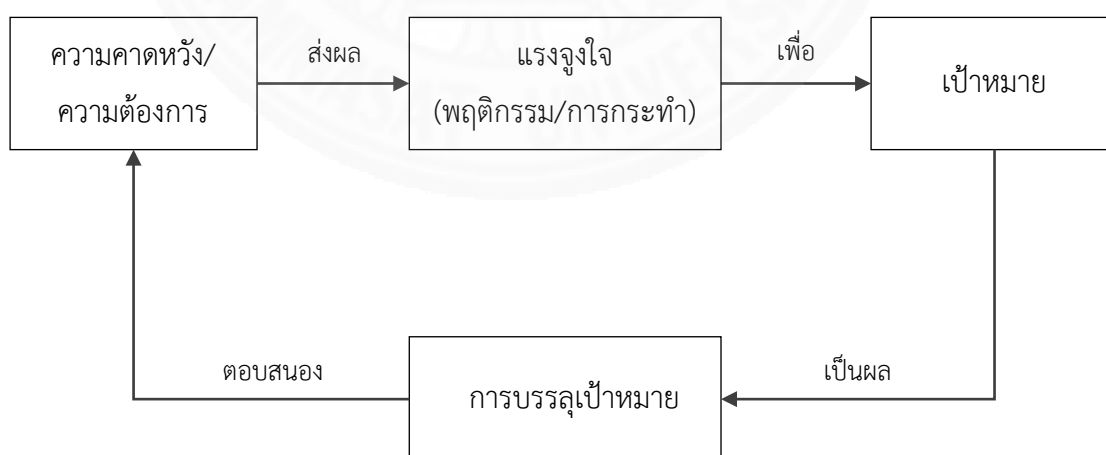 ความคาดหวัง/
ความต้องการ
ส่งผล
แรงจูงใจ
(พฤติกรรม/การกระทำ)
เพื่อ
เป้าหมาย
ตอบสนอง
การบรรลุเป้าหมาย
เป็นผล